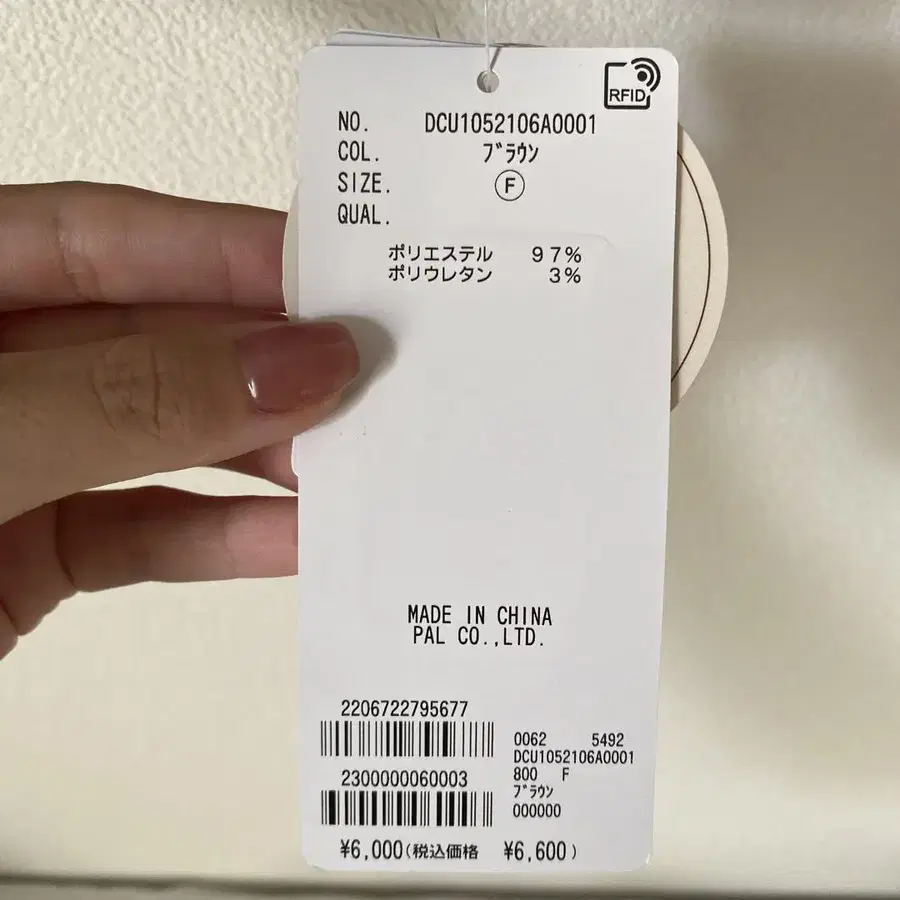 RFID
NO. DCU1052106A0001
COL. ﾌﾞﾗｳﾝ
SIZE. Ⓕ
QUAL.
ポリエステル ９７％
ポリウレタン ３％
MADE IN CHINA
PAL CO.,LTD.
2206722795677
2300000060003
0062 5492
DCU1052106A0001
800 F
ﾌﾞﾗｳﾝ
000000
¥6,000(税込価格 ¥6,600)